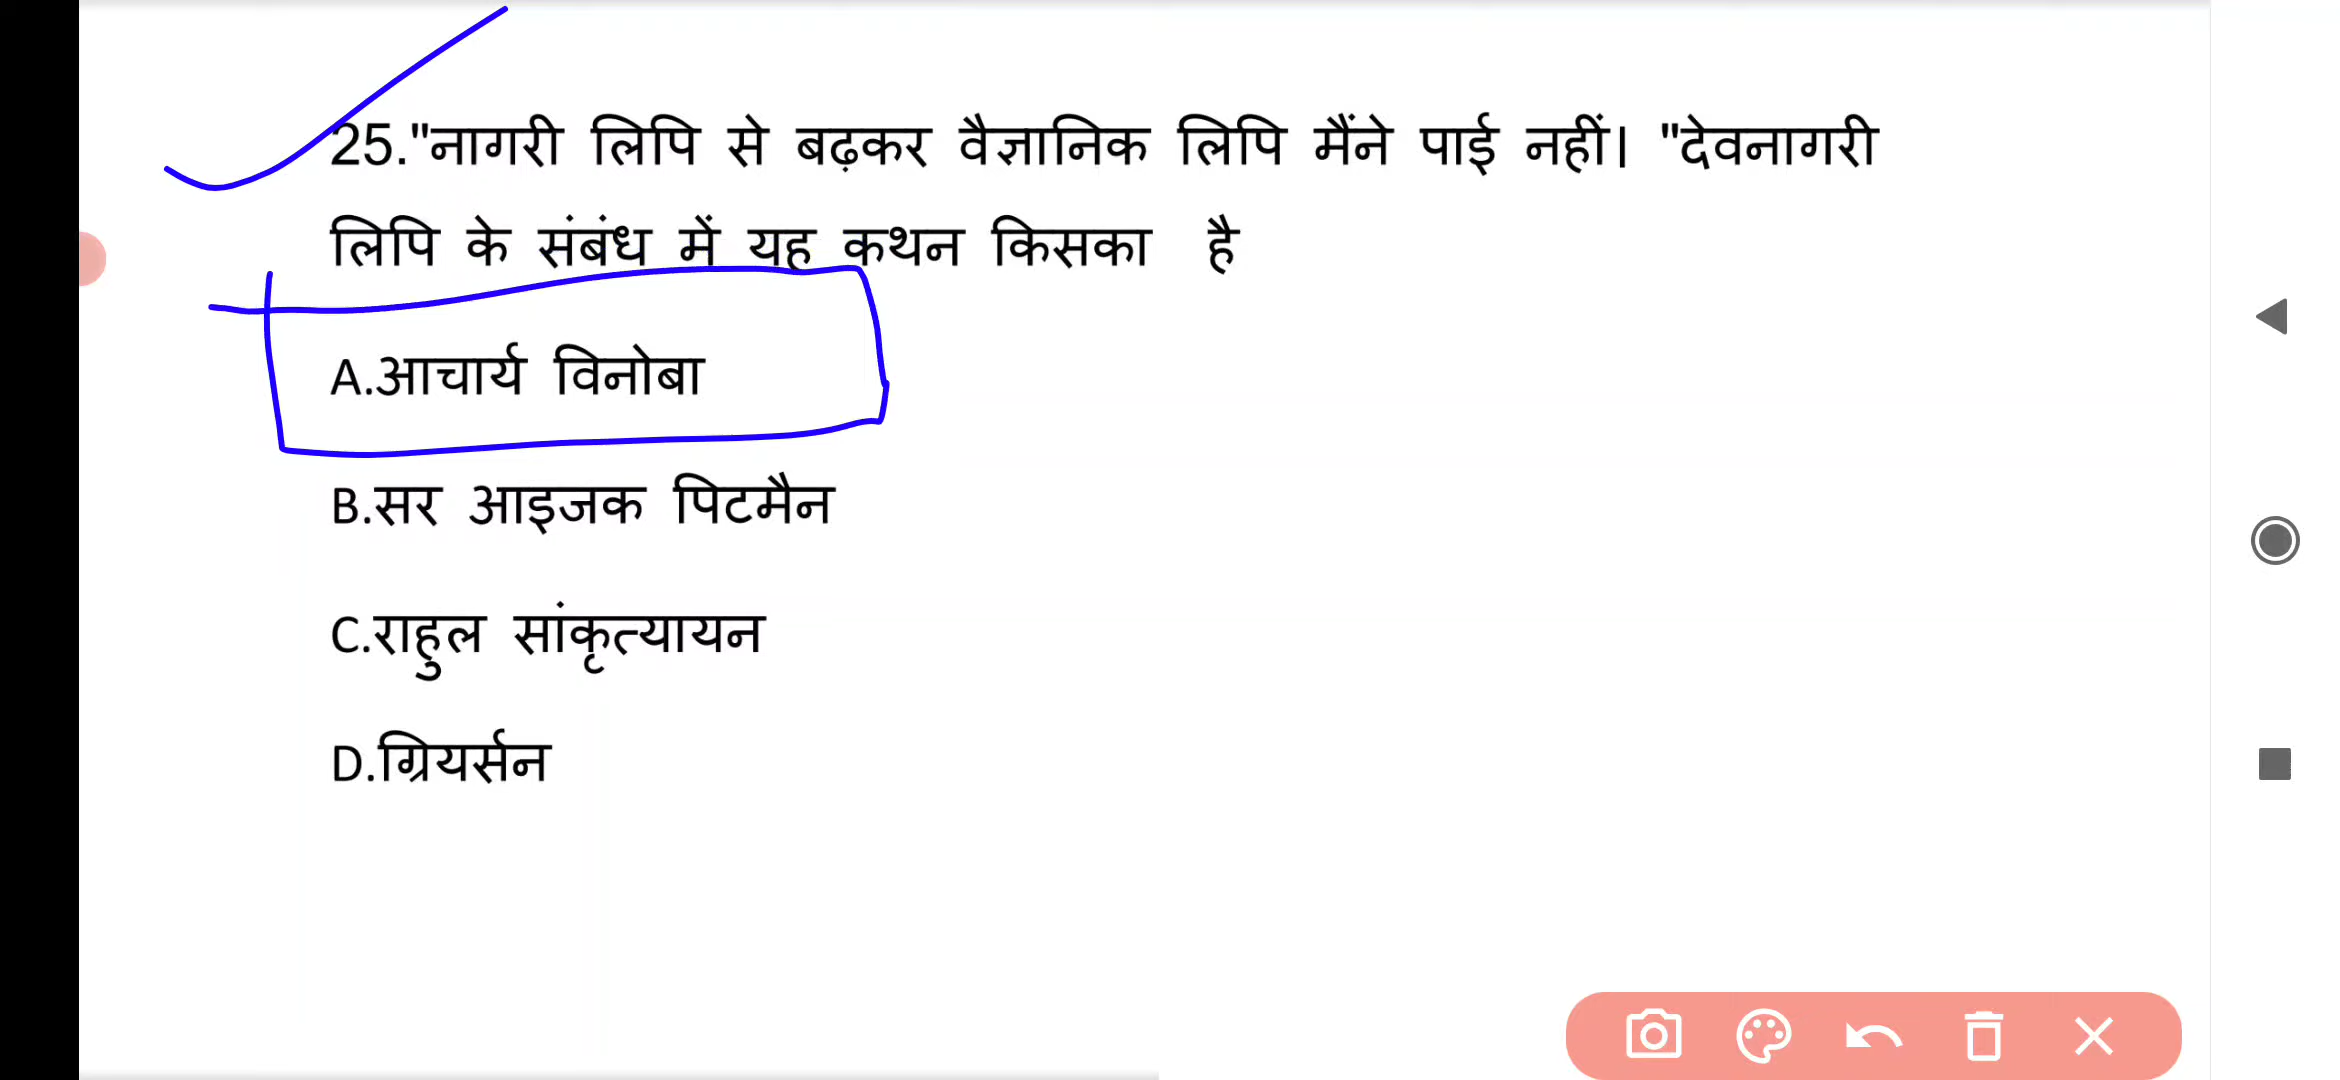 25."नागरी लिपि से बढ़कर वैज्ञानिक लिपि मैंने पाई नहीं। "देवनागरी
लिपि के संबंध में यह कथन किसका है
A.आचार्य विनोबा
B.सर आइजक पिटमैन
C.राहुल सांकृत्यायन
D.ग्रियर्सन